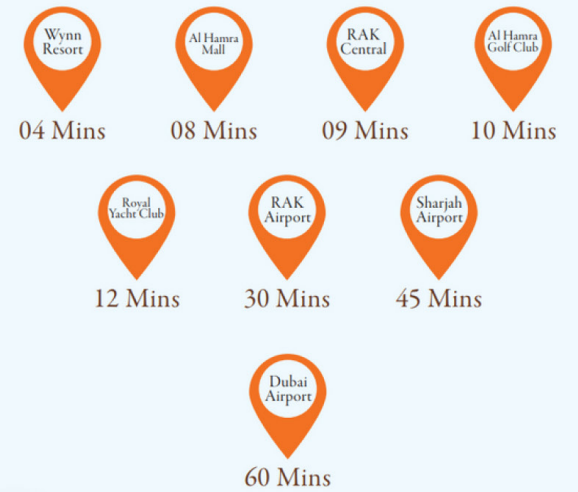 Wynn
Resort
04 Mins
Al Hamra
Mall
08 Mins
RAK
Central
09 Mins
Al Hamra
Golf Club
10 Mins
Royal
Yacht Club
12 Mins
RAK
Airport
30 Mins
Sharjah
Airport
45 Mins
Dubai
Airport
60 Mins